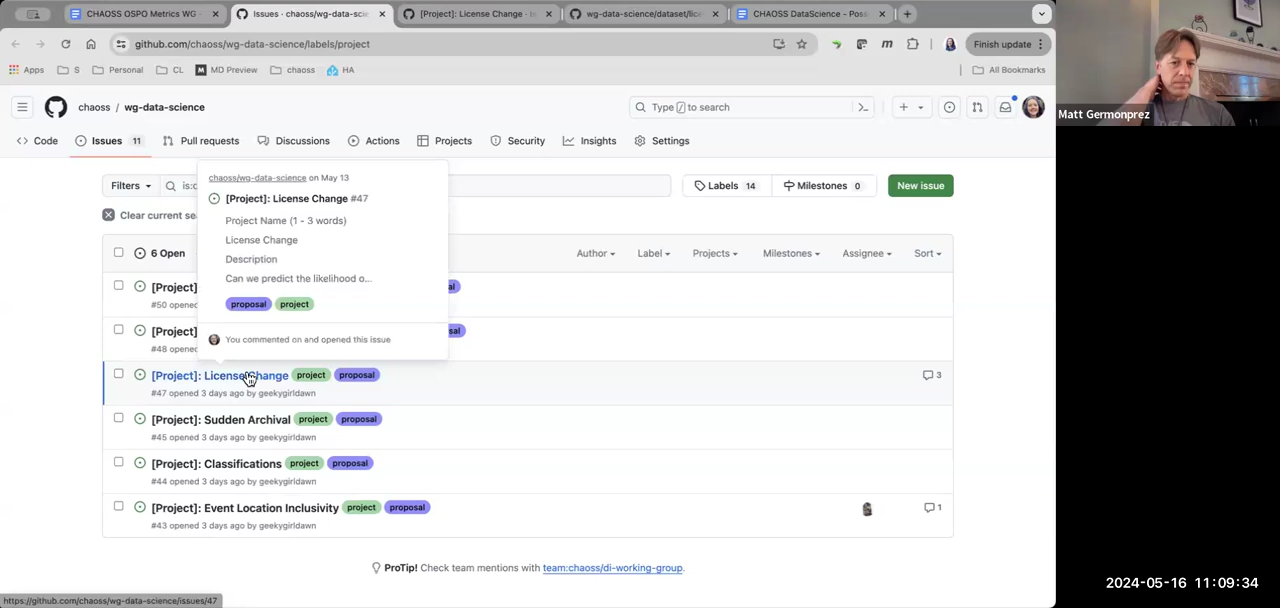 CHAOSS OSPO Metrics WG -
Issues · chaoss/wg-data-scie
[Project]: License Change · is
wg-data-science/dataset/lice
CHAOSS DataScience - Pos
github.com/chaoss/wg-data-science/labels/project
Finish update
Apps
S
Personal
CL
MD Preview
chaoss
HA
All Bookmarks
chaoss / wg-data-science
Type / to search
Code
Issues 11
Pull requests
Discussions
Actions
Projects
Security
Insights
Settings
Filters
is:o
Labels 14
Milestones 0
New issue
Clear current se
chaoss/wg-data-science on May 13
[Project]: License Change #47
Project Name (1 - 3 words)
License Change
Description
Can we predict the likelihood o...
proposal project
You commented on and opened this issue
6 Open
Author
Label
Projects
Milestones
Assignee
Sort
[Project]
al
#50 opened
[Project]
sal
#48 opened
[Project]: License Change project proposal
3
#47 opened 3 days ago by geekygirldawn
[Project]: Sudden Archival project proposal
#45 opened 3 days ago by geekygirldawn
[Project]: Classifications project proposal
#44 opened 3 days ago by geekygirldawn
[Project]: Event Location Inclusivity project proposal
1
#43 opened 3 days ago by geekygirldawn
ProTip! Check team mentions with team:chaoss/di-working-group.
https://github.com/chaoss/wg-data-science/issues/47
Matt Germonprez
2024-05-16 11:09:34